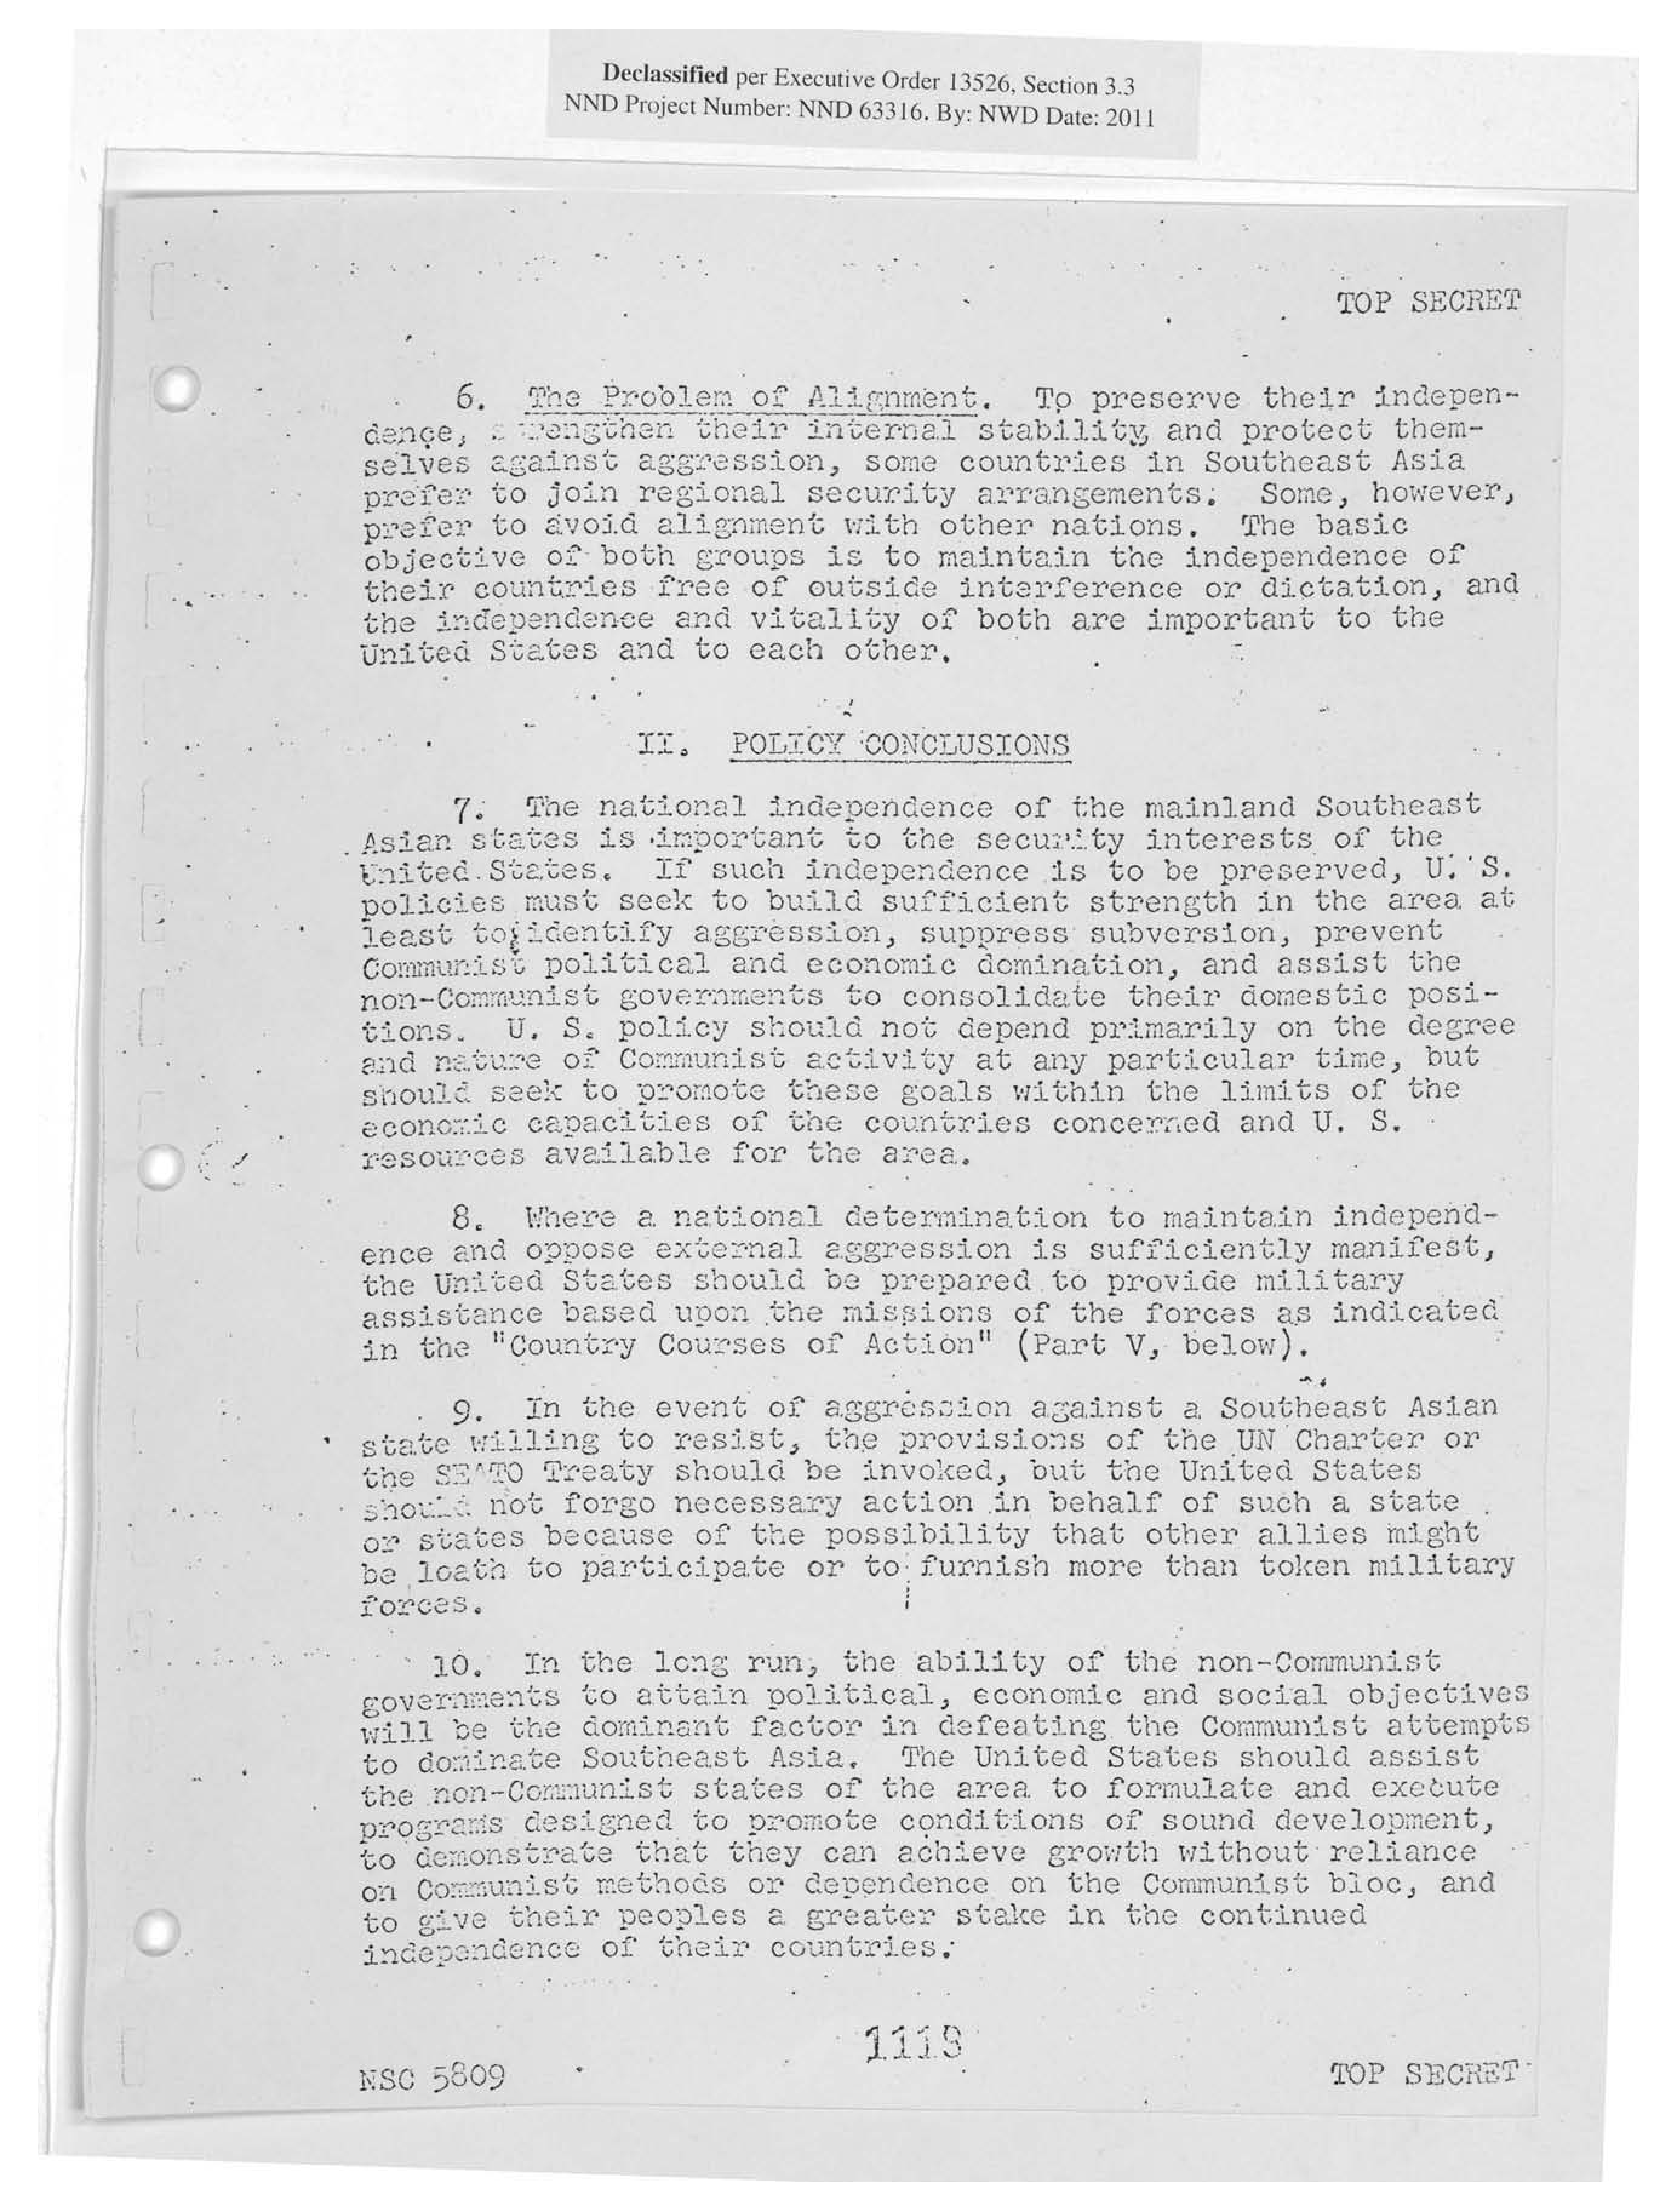 Declassified per Executive Order 13526, Section 3.3
NND Project Number: NND 63316. By: NWD Date: 2011
TOP SECRET
6. The Problem of Alignment. To preserve their indepen-
dence, strengthen their internal stability, and protect them-
selves against aggression, some countries in Southeast Asia
prefer to join regional security arrangements. Some, however,
prefer to avoid alignment with other nations. The basic
objective of both groups is to maintain the independence of
their countries free of outside interference or dictation, and
the independence and vitality of both are important to the
United States and to each other.
II. POLICY CONCLUSIONS
7. The national independence of the mainland Southeast
Asian states is important to the security interests of the
United States. If such independence is to be preserved, U. S.
policies must seek to build sufficient strength in the area at
least to identify aggression, suppress subversion, prevent
Communist political and economic domination, and assist the
non-Communist governments to consolidate their domestic posi-
tions. U. S. policy should not depend primarily on the degree
and nature of Communist activity at any particular time, but
should seek to promote these goals within the limits of the
economic capacities of the countries concerned and U. S.
resources available for the area.
8. Where a national determination to maintain independ-
ence and oppose external aggression is sufficiently manifest,
the United States should be prepared to provide military
assistance based upon the missions of the forces as indicated
in the "Country Courses of Action" (Part V, below).
9. In the event of aggression against a Southeast Asian
state willing to resist, the provisions of the UN Charter or
the SEATO Treaty should be invoked, but the United States
should not forgo necessary action in behalf of such a state
or states because of the possibility that other allies might
be loath to participate or to furnish more than token military
forces.
10. In the long run, the ability of the non-Communist
governments to attain political, economic and social objectives
will be the dominant factor in defeating the Communist attempts
to dominate Southeast Asia. The United States should assist
the non-Communist states of the area to formulate and execute
programs designed to promote conditions of sound development,
to demonstrate that they can achieve growth without reliance
on Communist methods or dependence on the Communist bloc, and
to give their peoples a greater stake in the continued
independence of their countries.
1119
NSC 5809
TOP SECRET